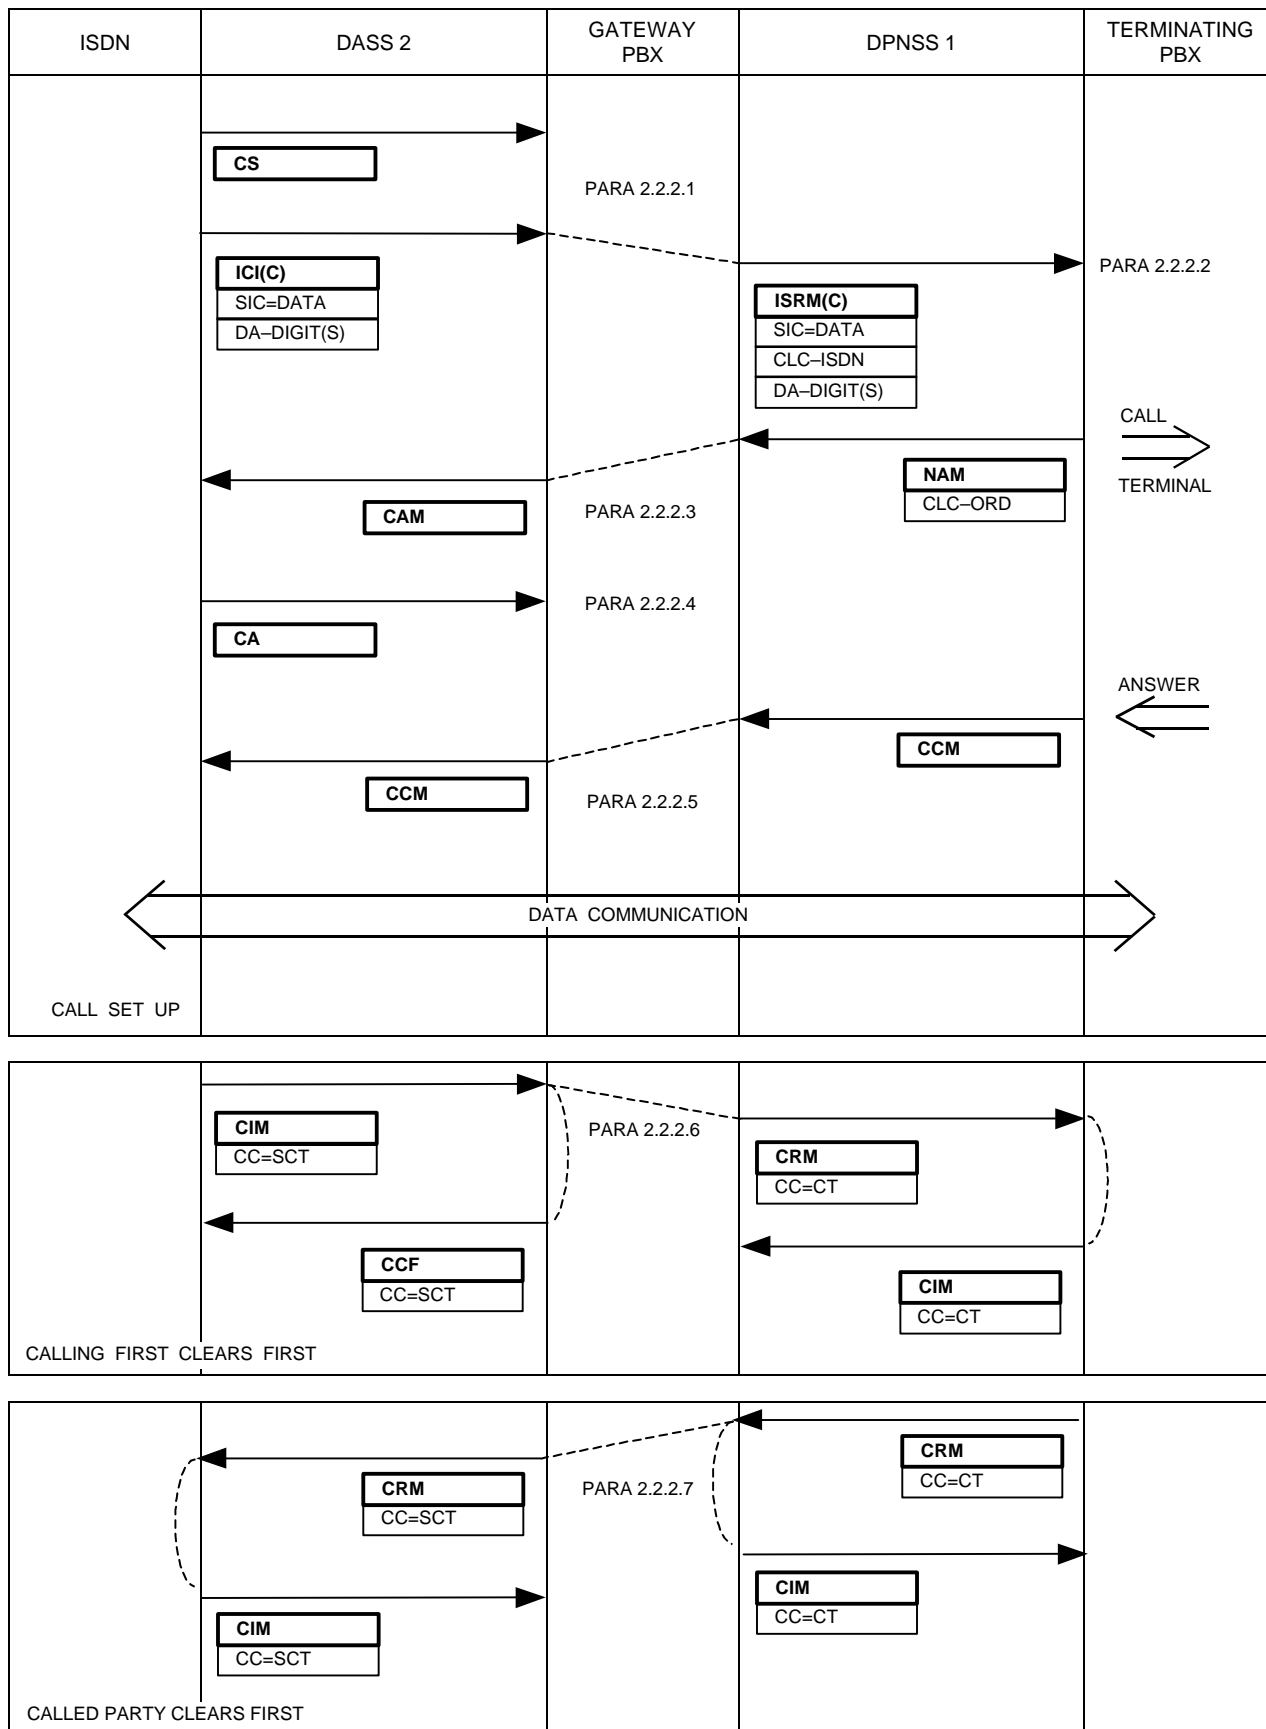 ISDN
DASS 2
GATEWAY
PBX
DPNSS 1
TERMINATING
PBX
CS
PARA 2.2.2.1
ICI(C)
SIC=DATA
DA–DIGIT(S)
PARA 2.2.2.2
ISRM(C)
SIC=DATA
CLC–ISDN
DA–DIGIT(S)
CALL
TERMINAL
NAM
CLC–ORD
CAM
PARA 2.2.2.3
PARA 2.2.2.4
CA
ANSWER
CCM
CCM
PARA 2.2.2.5
DATA COMMUNICATION
CALL SET UP
CIM
CC=SCT
PARA 2.2.2.6
CRM
CC=CT
CCF
CC=SCT
CIM
CC=CT
CALLING FIRST CLEARS FIRST
CRM
CC=CT
CRM
CC=SCT
PARA 2.2.2.7
CIM
CC=CT
CIM
CC=SCT
CALLED PARTY CLEARS FIRST